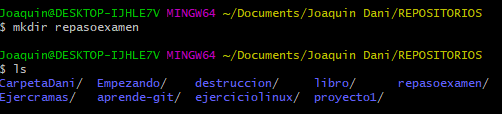 Joaquin@DESKTOP-IJHLE7V MINGW64 ~/Documents/Joaquin Dani/REPOSITORIOS
$ mkdir repasoexamen

Joaquin@DESKTOP-IJHLE7V MINGW64 ~/Documents/Joaquin Dani/REPOSITORIOS
$ ls
CarpetaDani/ Empezando/ destruccion/ libro/ repasoexamen/
Ejercramas/ aprende-git/ ejerciciolinux/ proyecto1/